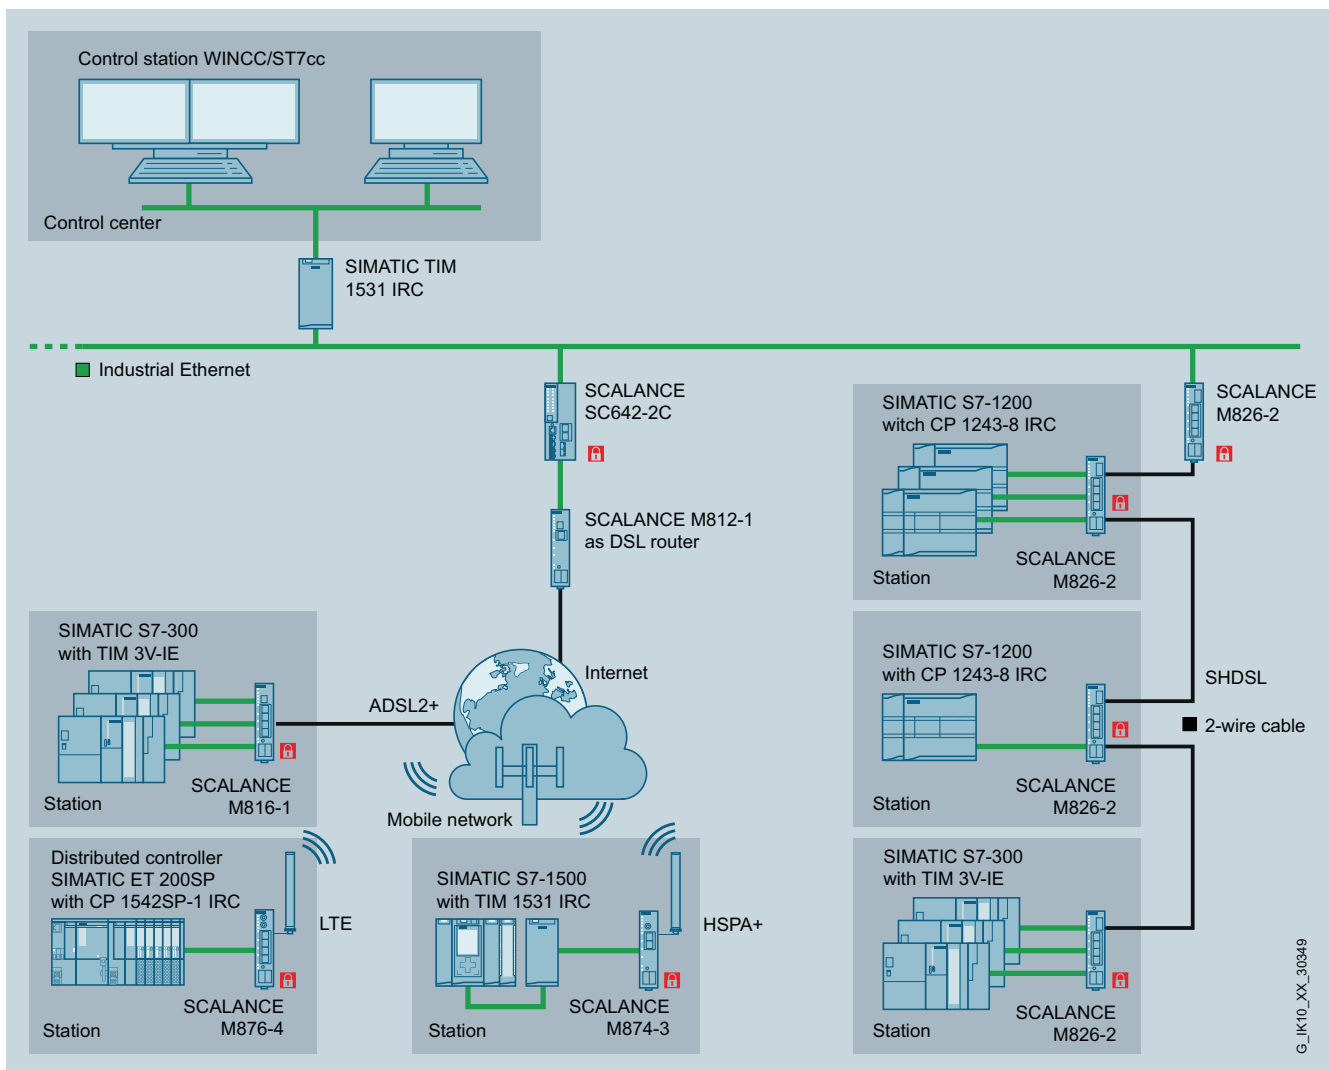 Control station WINCC/ST7cc
Control center
SIMATIC TIM
1531 IRC
Industrial Ethernet
SCALANCE
SC642-2C
SCALANCE M812-1
as DSL router
Internet
ADSL2+
Mobile network
SIMATIC S7-300
with TIM 3V-IE
Station
SCALANCE
M816-1
Distributed controller
SIMATIC ET 200SP
with CP 1542SP-1 IRC
LTE
SCALANCE
M876-4
Station
SIMATIC S7-1500
with TIM 1531 IRC
HSPA+
SCALANCE
M874-3
Station
SCALANCE
M826-2
SIMATIC S7-1200
witch CP 1243-8 IRC
SCALANCE
M826-2
Station
SIMATIC S7-1200
with CP 1243-8 IRC
SHDSL
2-wire cable
SCALANCE
M826-2
Station
SIMATIC S7-300
with TIM 3V-IE
SCALANCE
M826-2
Station
G_IK10_XX_30349